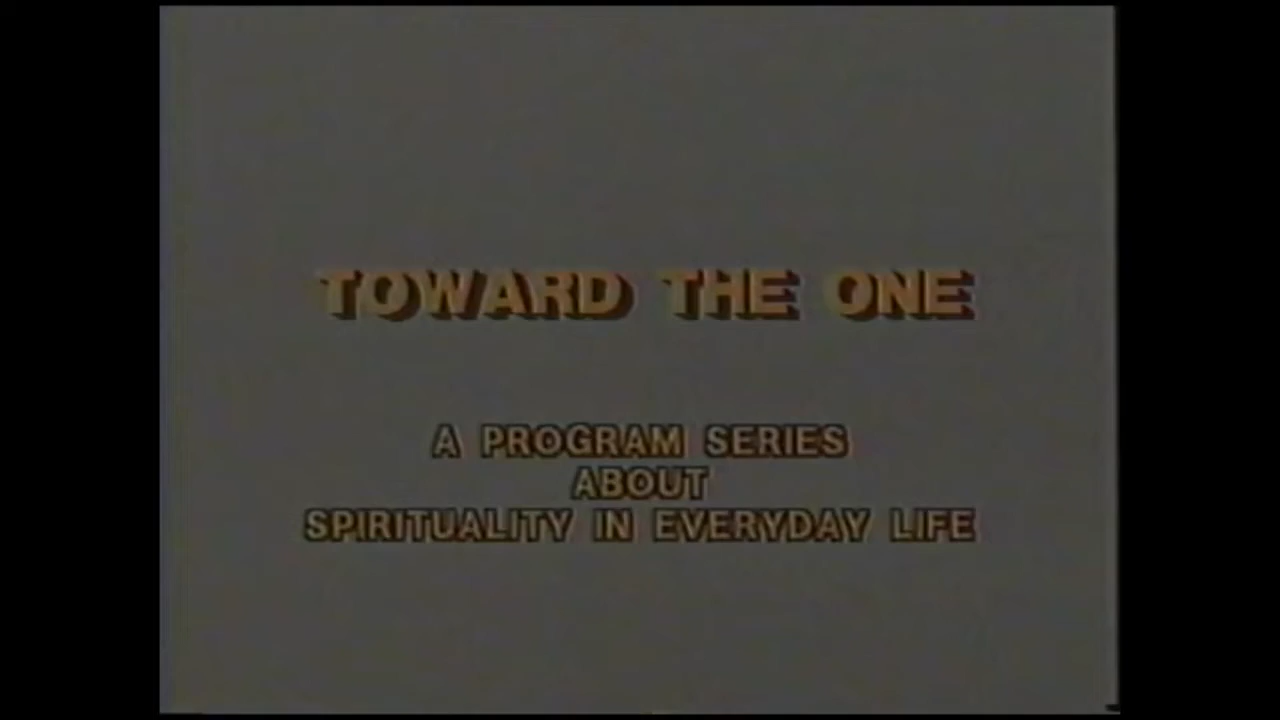 TOWARD THE ONE
A PROGRAM SERIES
ABOUT
SPIRITUALITY IN EVERYDAY LIFE